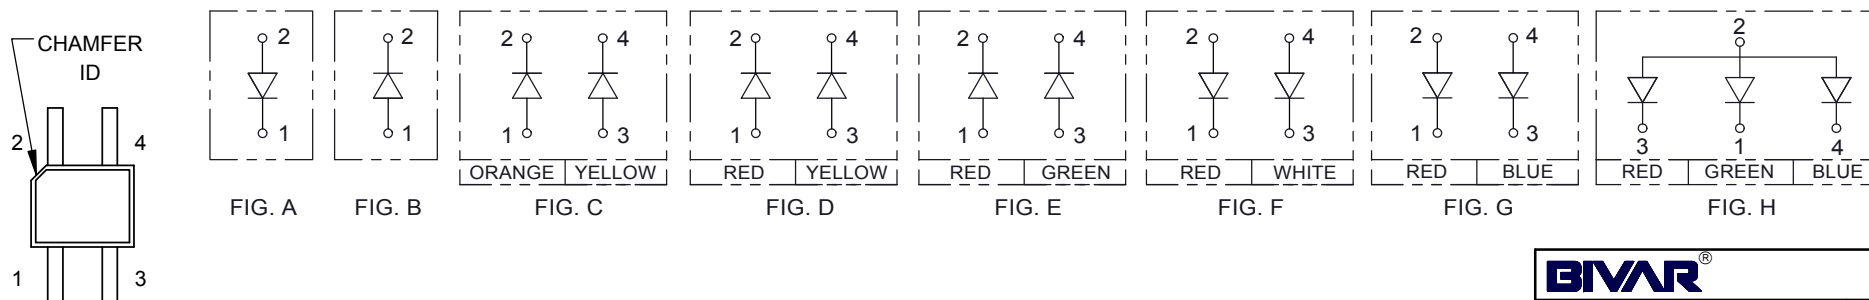 CHAMFER
ID
2 4
1 3
2
1
FIG. A
2
1
FIG. B
2 4
1 3
ORANGE YELLOW
FIG. C
2 4
1 3
RED YELLOW
FIG. D
2 4
1 3
RED GREEN
FIG. E
2 4
1 3
RED WHITE
FIG. F
2 4
1 3
RED BLUE
FIG. G
2
3 1 4
RED GREEN BLUE
FIG. H
BIVAR®